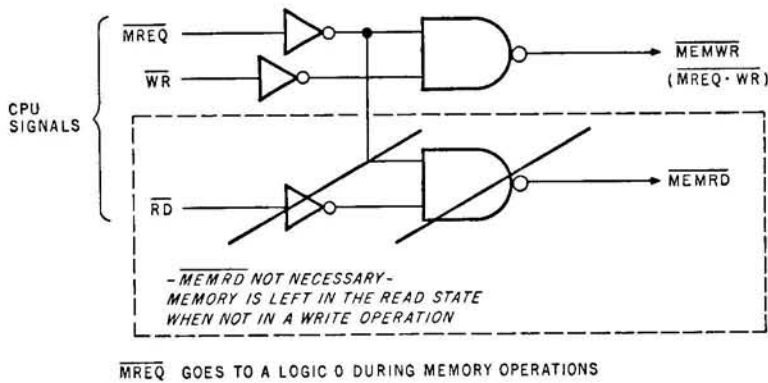 MREQ
WR
MEMWR
(MREQ · WR)
CPU
SIGNALS
RD
MEMRD
-MEMRD NOT NECESSARY-
MEMORY IS LEFT IN THE READ STATE
WHEN NOT IN A WRITE OPERATION
MREQ GOES TO A LOGIC 0 DURING MEMORY OPERATIONS